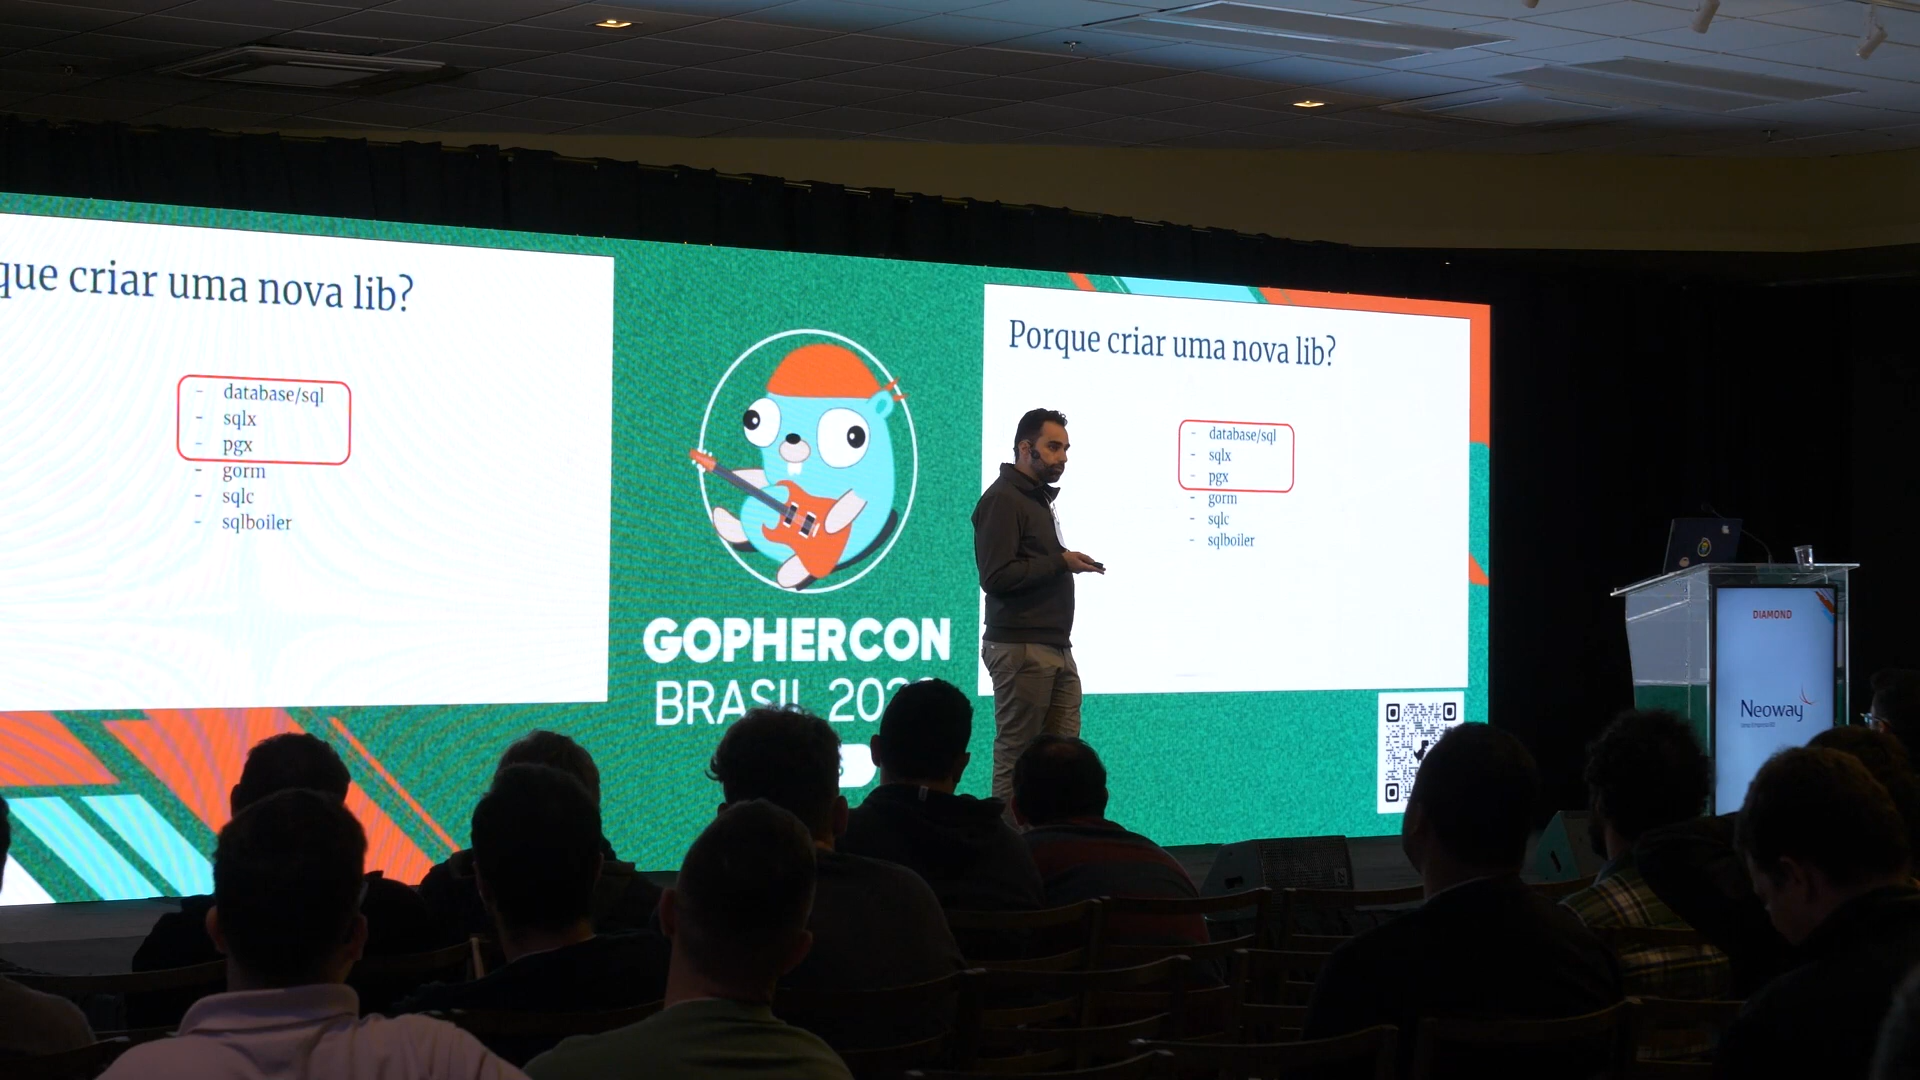 que criar uma nova lib?
- database/sql
- sqlx
- pgx
- gorm
- sqlc
- sqlboiler
GOPHERCON
BRASIL
Porque criar uma nova lib?
- database/sql
- sqlx
- pgx
- gorm
- sqlc
- sqlboiler
DIAMOND
Neoway